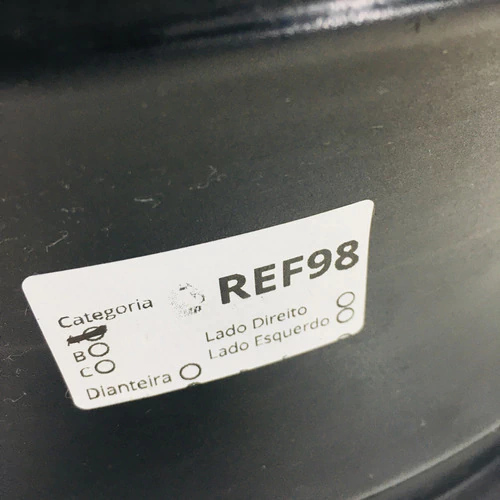 Categoria REF98
B Lado Direito
C Lado Esquerdo
Dianteira